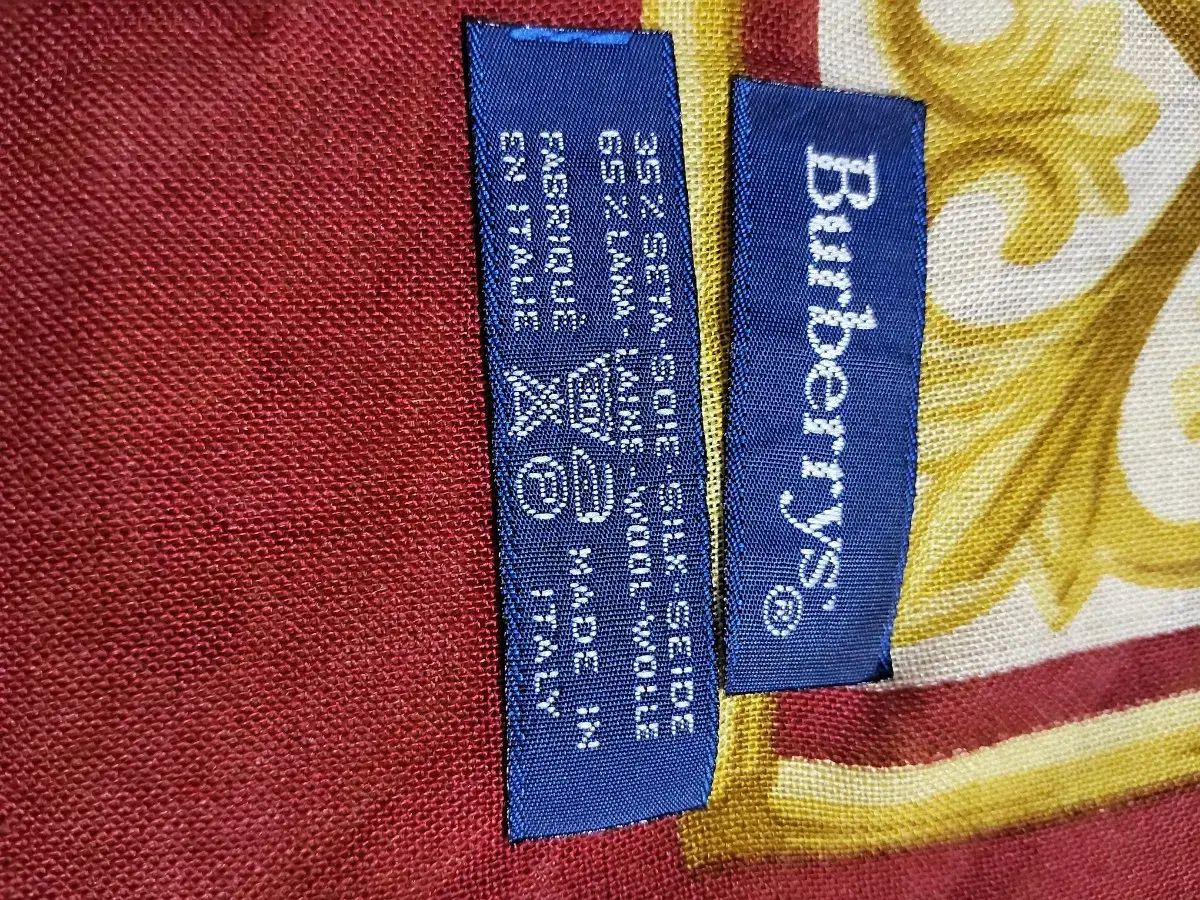 Burberrys®
35% SETA-SOIE-SILK-SEIDE
65% LANA-LAINE-WOOL-WOLLE
FABRIQUÉ
EN ITALIE
Ⓟ
MADE IN
ITALY